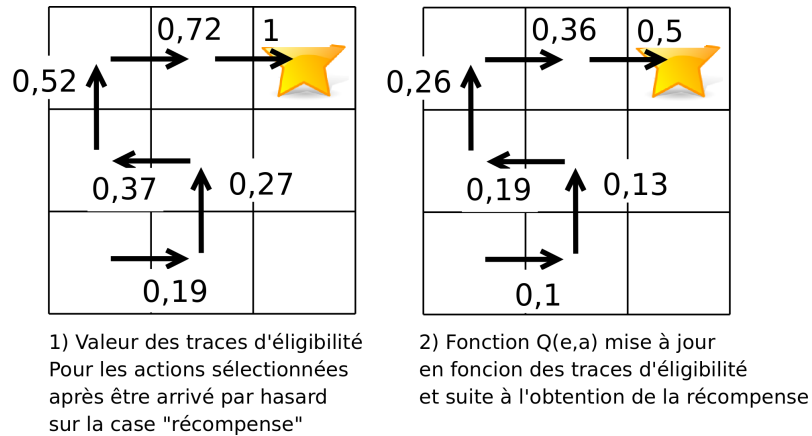 0,72 1
0,52
0,37 0,27
0,19
0,36 0,5
0,26
0,19 0,13
0,1
1) Valeur des traces d'éligibilité
Pour les actions sélectionnées
après être arrivé par hasard
sur la case "récompense"
2) Fonction Q(e,a) mise à jour
en foncion des traces d'éligibilité
et suite à l'obtention de la récompense